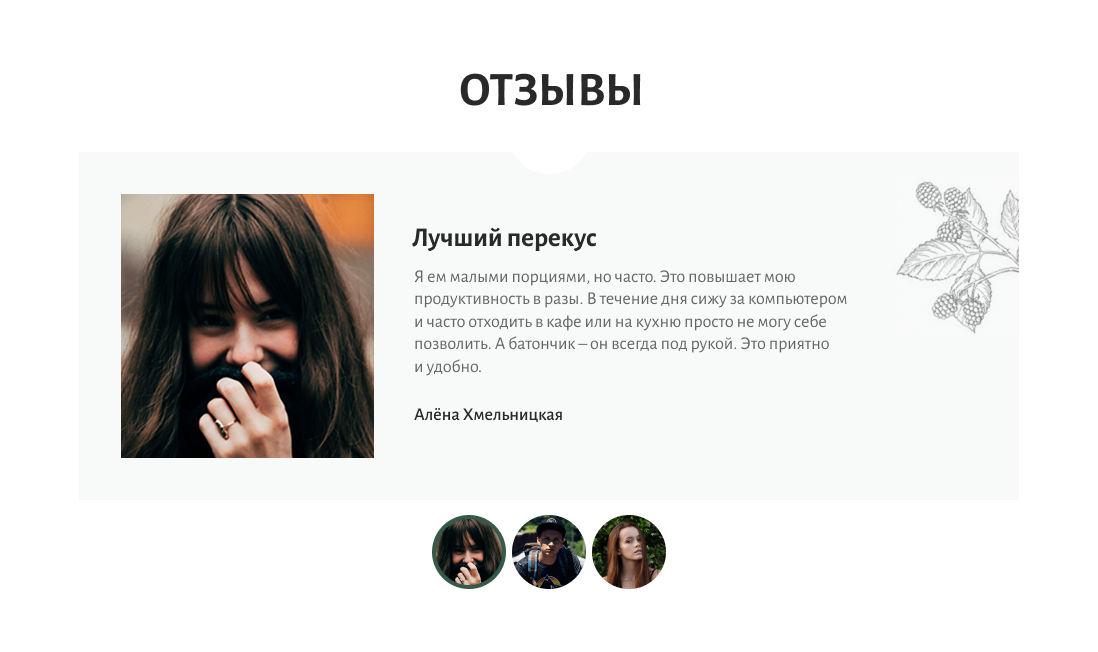 ОТЗЫВЫ
Лучший перекус
Я ем малыми порциями, но часто. Это повышает мою
продуктивность в разы. В течение дня сижу за компьютером
и часто отходить в кафе или на кухню просто не могу себе
позволить. А батончик – он всегда под рукой. Это приятно
и удобно.
Алёна Хмельницкая